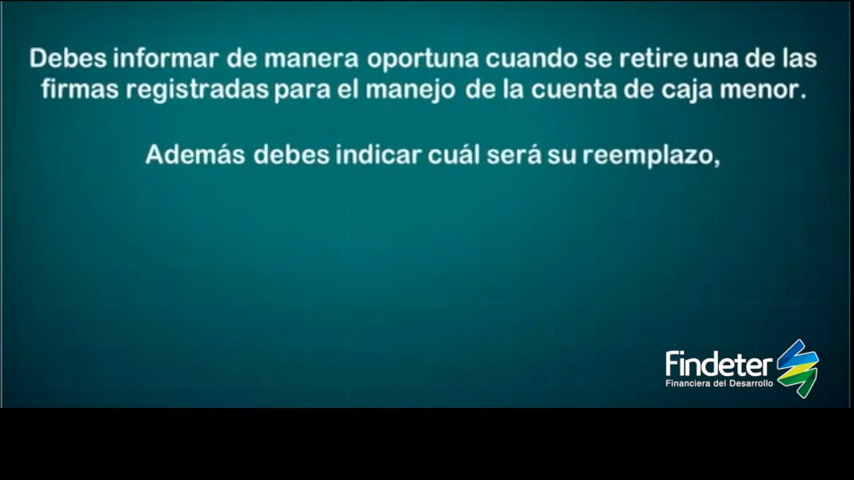 Debes informar de manera oportuna cuando se retire una de las
firmas registradas para el manejo de la cuenta de caja menor.
Además debes indicar cuál será su reemplazo,
Findeter
Financiera del Desarrollo